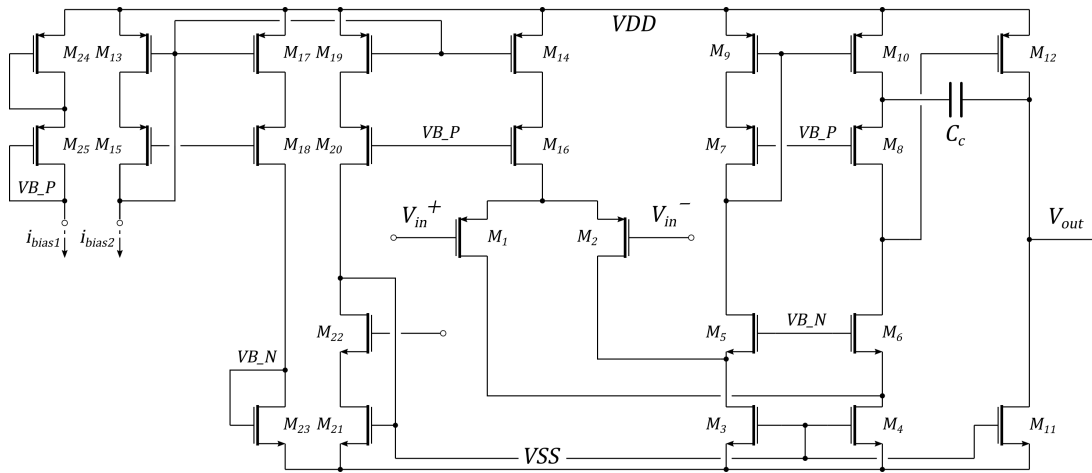 VDD
M24 M13 M17 M19 M14 M9 M10 M12
Cc
M25 M15 M18 M20 VB_P M16 M7 VB_P M8
VB_P
Vin+ Vin− Vout
ibias1 ibias2 M1 M2
M22 M5 VB_N M6
VB_N
M23 M21 M3 M4 M11
VSS